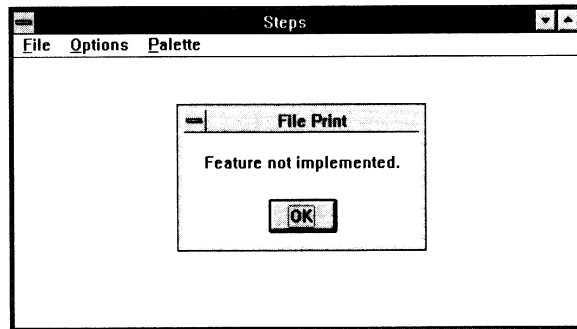 Steps
File Options Palette
File Print
Feature not implemented.
OK